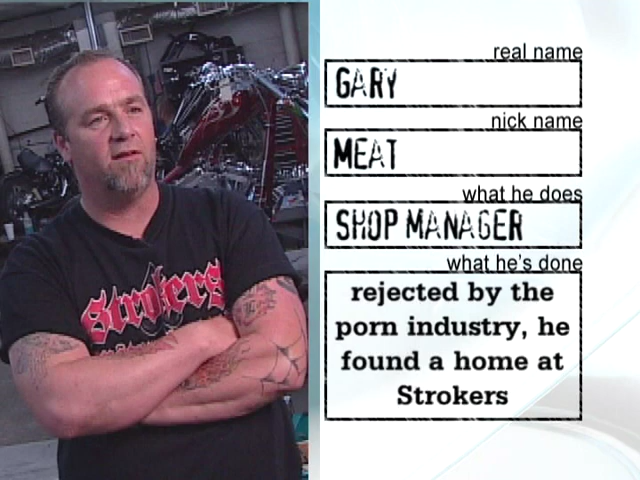 real name
GARY
nick name
MEAT
what he does
SHOP MANAGER
what he's done
rejected by the
porn industry, he
found a home at
Strokers
Strokers